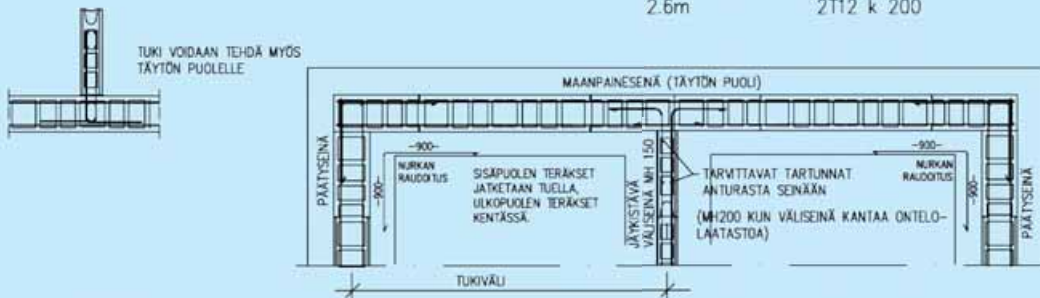 2.6m 2T12 k 200
TUKI VOIDAAN TEHDÄ MYÖS
TÄYTÖN PUOLELLE
MAANPAINESENÄ (TÄYTÖN PUOLI)
PÄÄTYSEINÄ
-900-
-900-
NURKAN
RAUDOITUS
SISÄPUOLEN TERÄKSET
JATKETAAN TUELLA,
ULKOPUOLEN TERÄKSET
KENTÄSSÄ.
JÄYKISTÄVÄ
VÄLISEINÄ MH 150
TARVITTAVAT TARTUNNAT
ANTURASTA SEINÄÄN
(MH200 KUN VÄLISEINÄ KANTAA ONTELO-
LAATASTOA)
-900-
-900-
NURKAN
RAUDOITUS
PÄÄTYSEINÄ
TUKIVÄLI